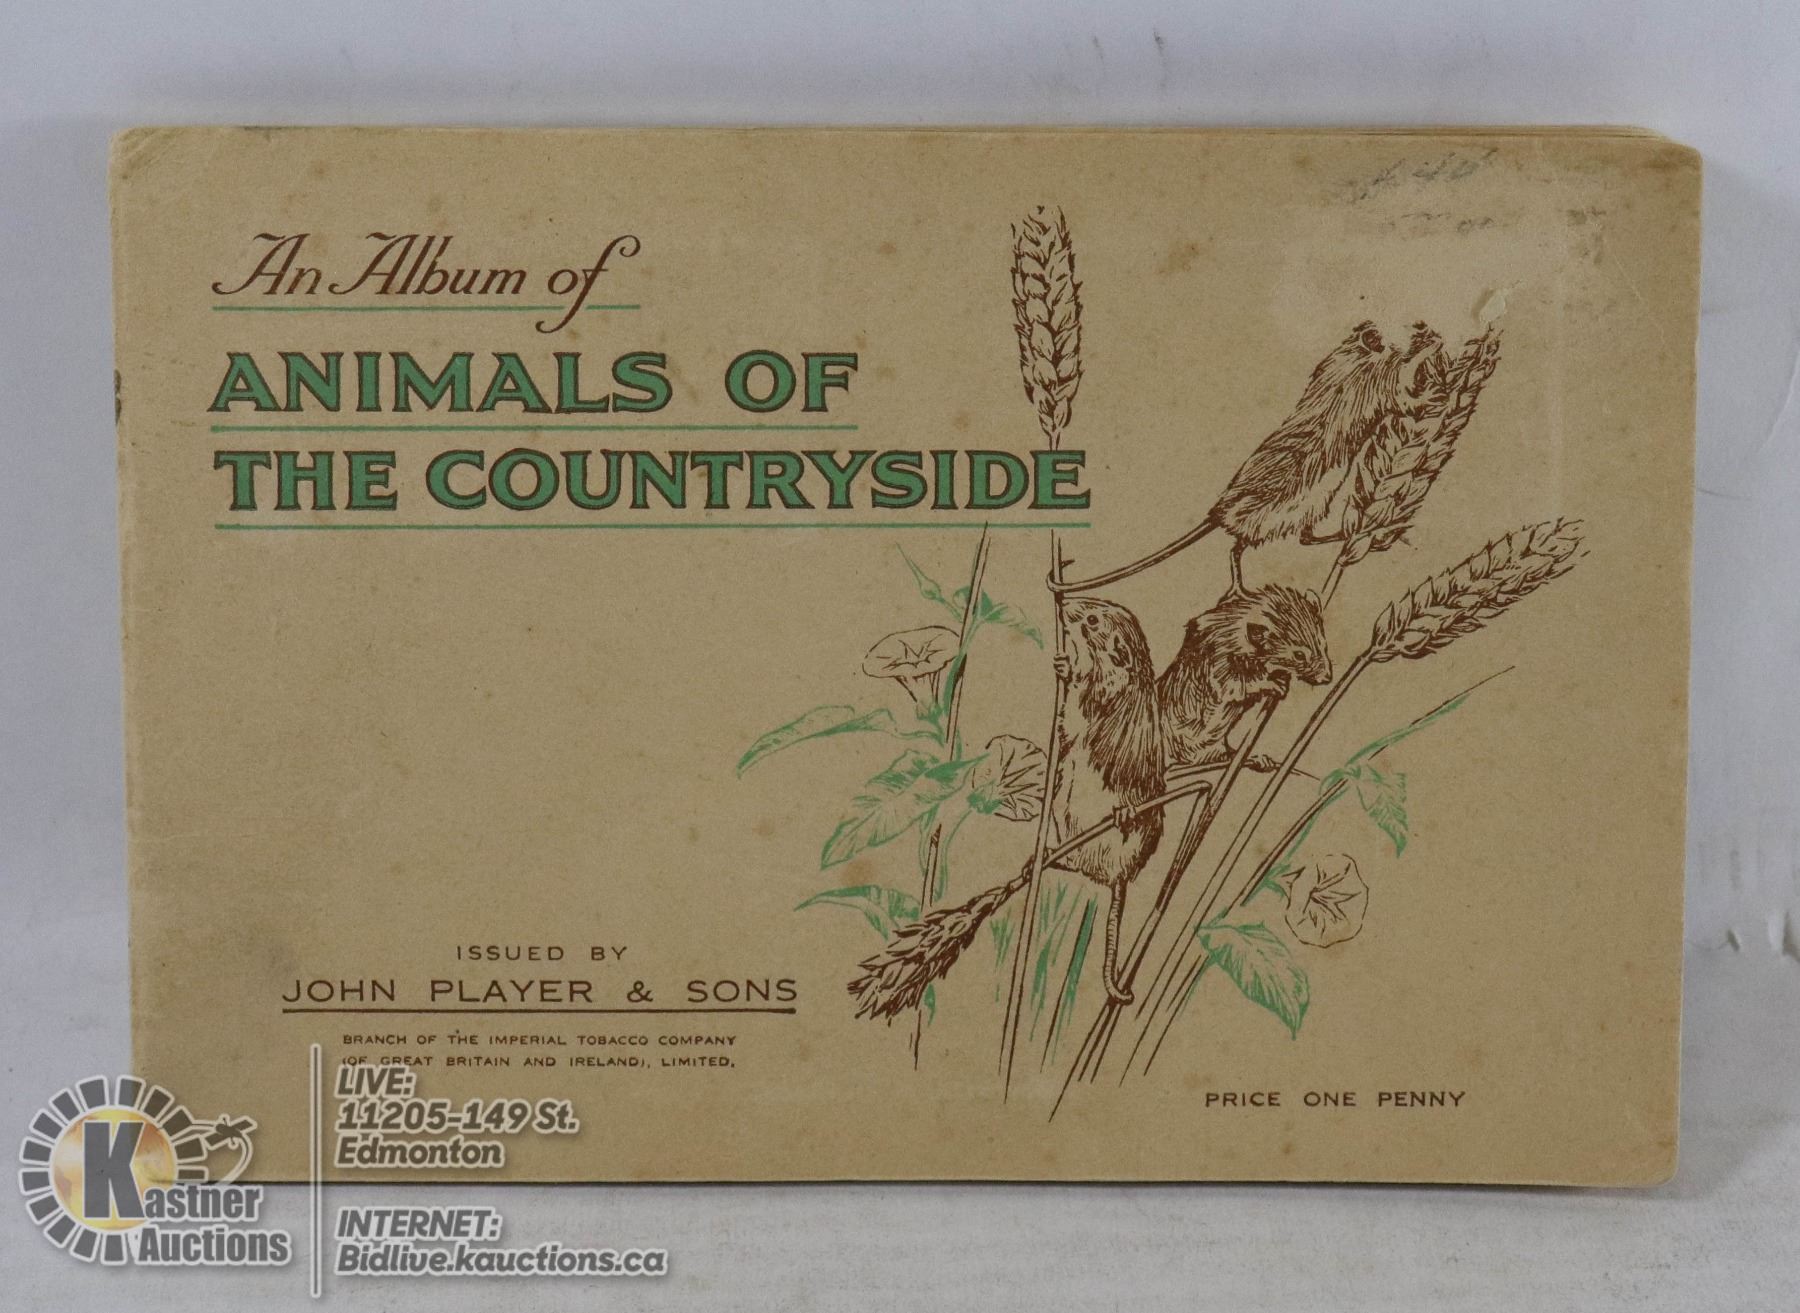 An Album of
ANIMALS OF
THE COUNTRYSIDE
ISSUED BY
JOHN PLAYER & SONS
BRANCH OF THE IMPERIAL TOBACCO COMPANY
(OF GREAT BRITAIN AND IRELAND), LIMITED.
PRICE ONE PENNY
Kastner
Auctions
LIVE:
11205-149 St.
Edmonton
INTERNET:
Bidlive.kauctions.ca